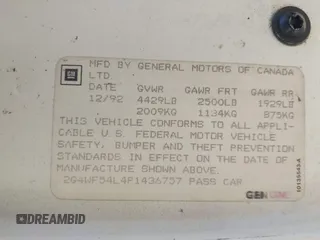 MFD BY GENERAL MOTORS OF CANADA
LTD
DATE GVWR GAWR FRT GAWR RR
12/92 4429LB 2500LB 1929LB
2009KG 1134KG 875KG
THIS VEHICLE CONFORMS TO ALL APPLI-
CABLE U.S. FEDERAL MOTOR VEHICLE
SAFETY, BUMPER AND THEFT PREVENTION
STANDARDS IN EFFECT ON THE DATE OF
MANUFACTURE SHOWN ABOVE.
2G4WF54L4P1436757 PASS CAR
GM
DREAMBID